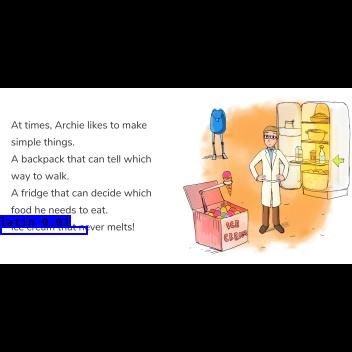 At times, Archie likes to make
simple things.
A backpack that can tell which
way to walk.
A fridge that can decide which
food he needs to eat.
Ice cream that never melts!
ICE
CREAM